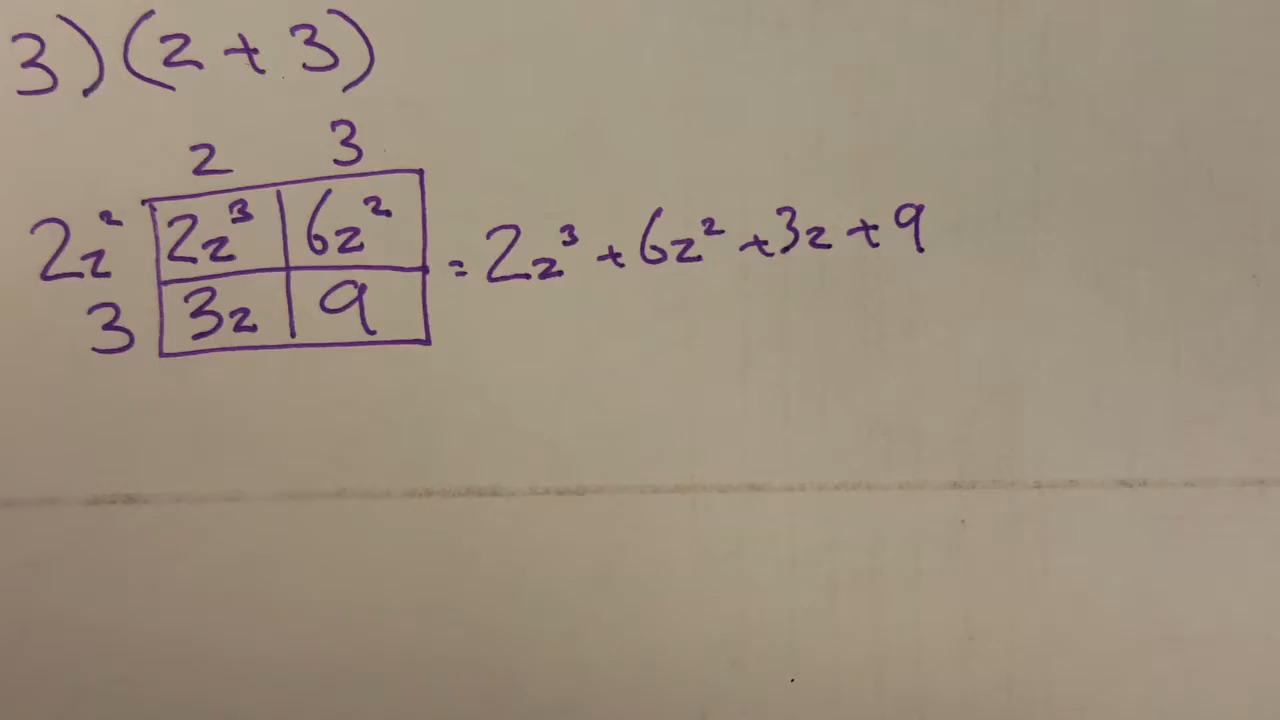 3)(z + 3)
z 3
2z² 2z³ 6z² = 2z³ + 6z² + 3z + 9
3 3z 9